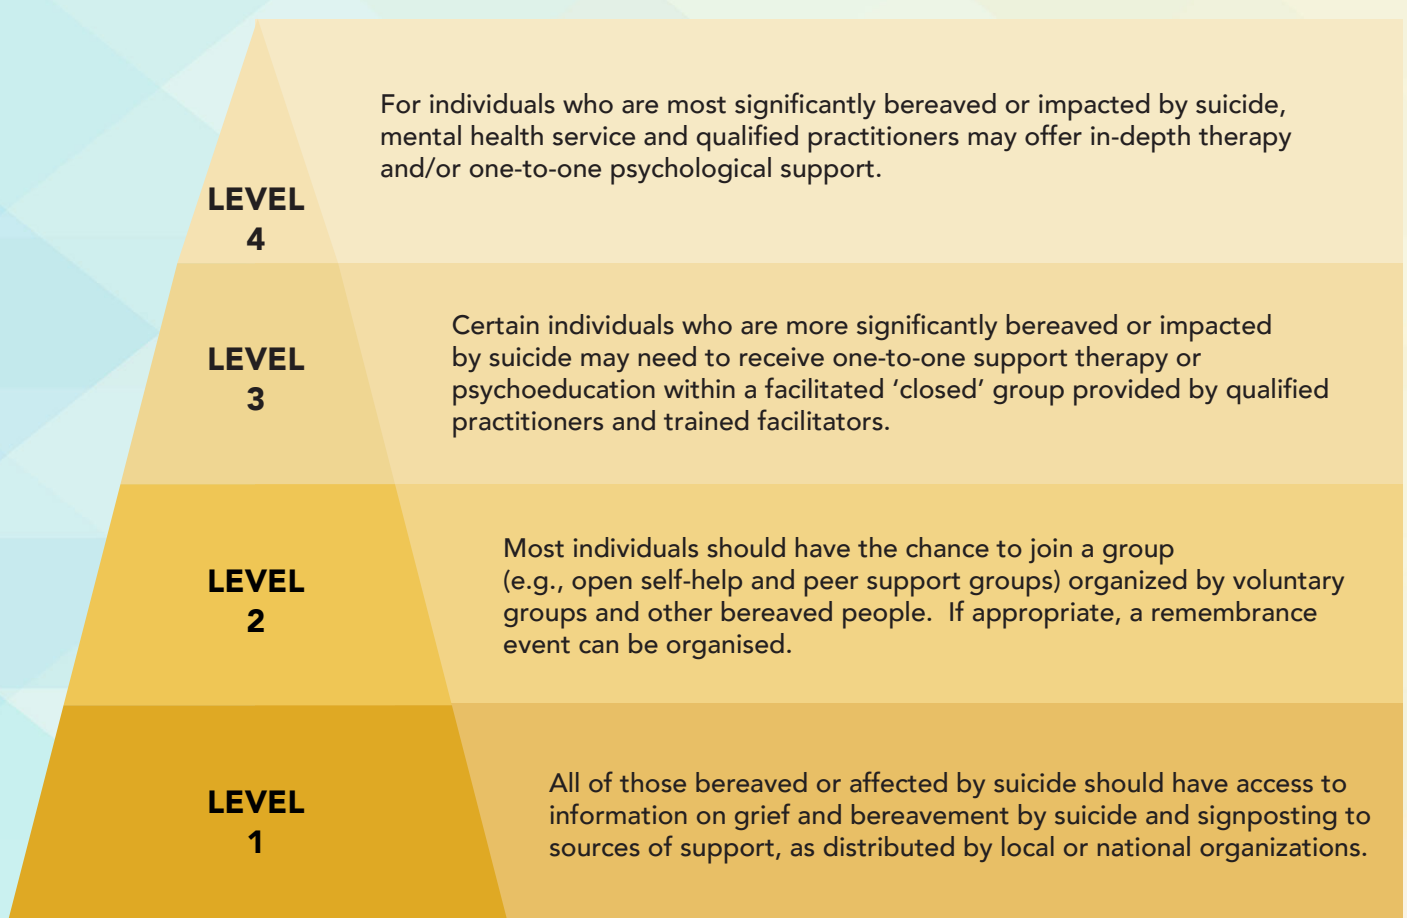 For individuals who are most significantly bereaved or impacted by suicide,
mental health service and qualified practitioners may offer in-depth therapy
and/or one-to-one psychological support.
LEVEL
4
Certain individuals who are more significantly bereaved or impacted
by suicide may need to receive one-to-one support therapy or
psychoeducation within a facilitated ‘closed’ group provided by qualified
practitioners and trained facilitators.
LEVEL
3
Most individuals should have the chance to join a group
(e.g., open self-help and peer support groups) organized by voluntary
groups and other bereaved people.  If appropriate, a remembrance
event can be organised.
LEVEL
2
All of those bereaved or affected by suicide should have access to
information on grief and bereavement by suicide and signposting to
sources of support, as distributed by local or national organizations.
LEVEL
1